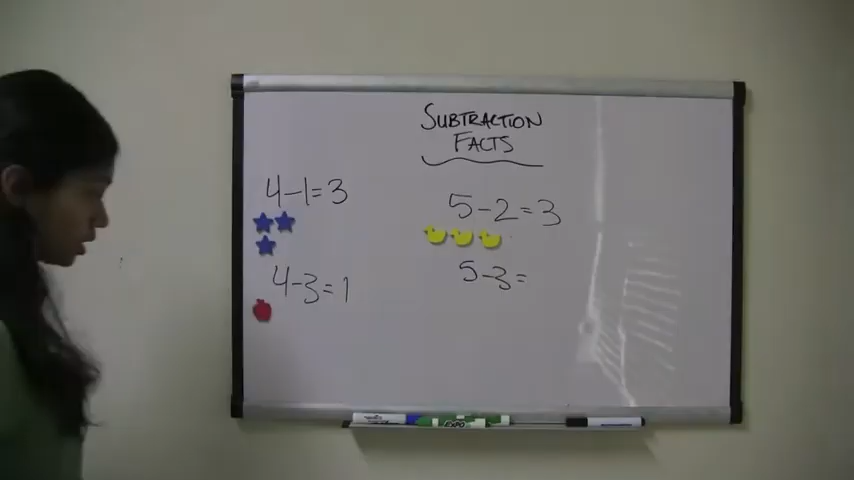 SUBTRACTION
FACTS
4-1=3
4-3=1
5-2=3
5-3=
EXPO